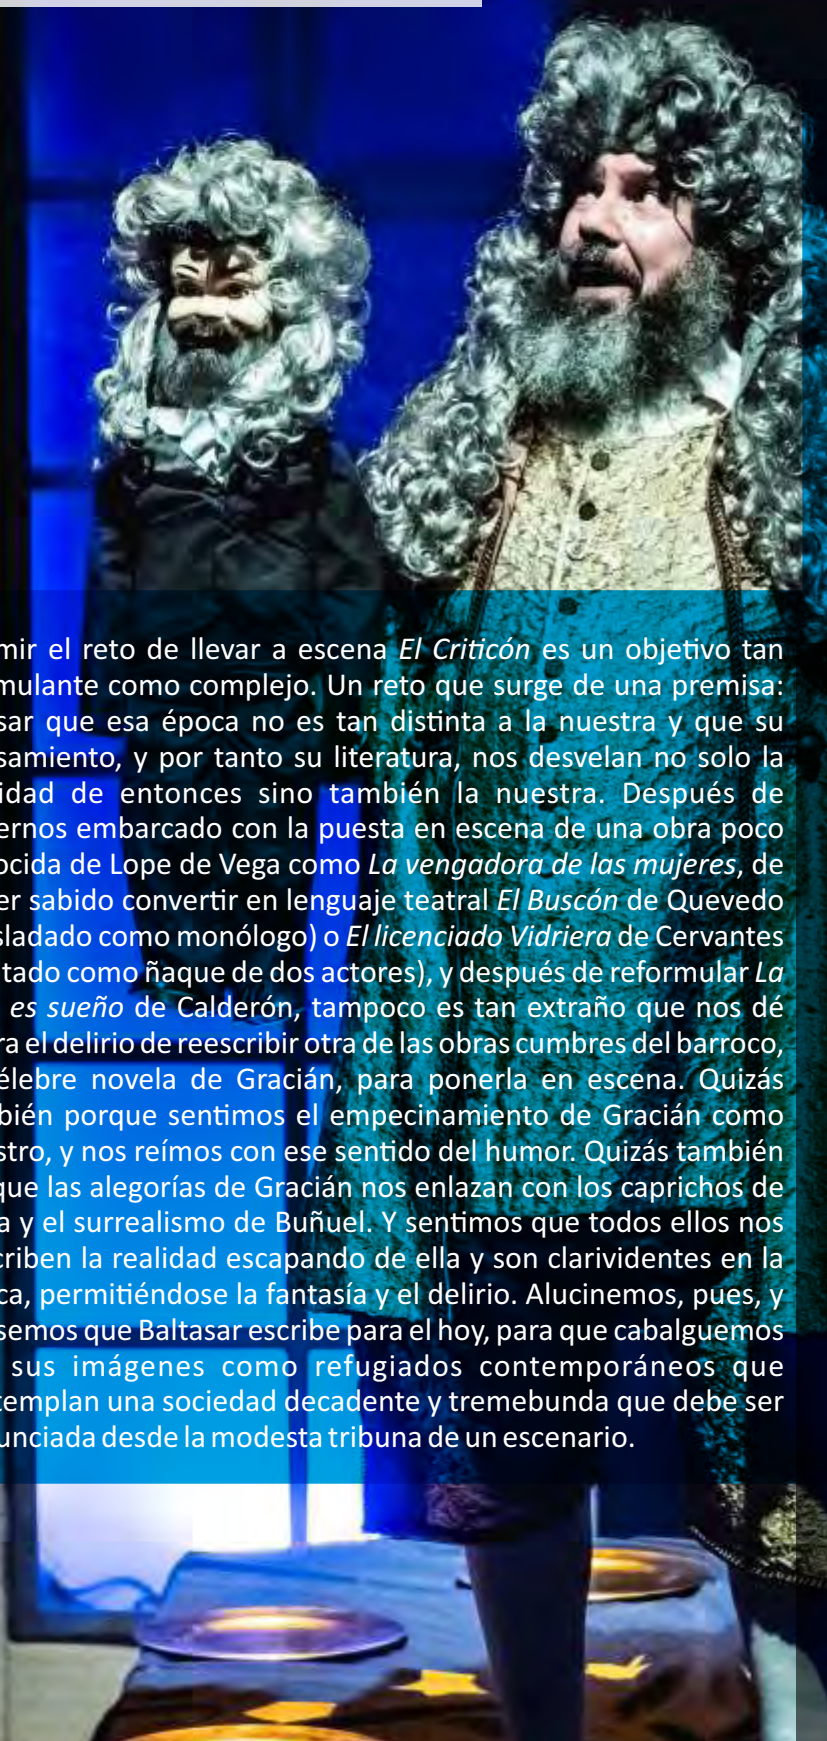 mir el reto de llevar a escena El Criticón es un objetivo tan
mulante como complejo. Un reto que surge de una premisa:
sar que esa época no es tan distinta a la nuestra y que su
samiento, y por tanto su literatura, nos desvelan no solo la
idad de entonces sino también la nuestra. Después de
ernos embarcado con la puesta en escena de una obra poco
ocida de Lope de Vega como La vengadora de las mujeres, de
er sabido convertir en lenguaje teatral El Buscón de Quevedo
sladado como monólogo) o El licenciado Vidriera de Cervantes
tado como ñaque de dos actores), y después de reformular La
es sueño de Calderón, tampoco es tan extraño que nos dé
ra el delirio de reescribir otra de las obras cumbres del barroco,
élebre novela de Gracián, para ponerla en escena. Quizás
bién porque sentimos el empecinamiento de Gracián como
stro, y nos reímos con ese sentido del humor. Quizás también
que las alegorías de Gracián nos enlazan con los caprichos de
a y el surrealismo de Buñuel. Y sentimos que todos ellos nos
criben la realidad escapando de ella y son clarividentes en la
ca, permitiéndose la fantasía y el delirio. Alucinemos, pues, y
semos que Baltasar escribe para el hoy, para que cabalguemos
sus imágenes como refugiados contemporáneos que
templan una sociedad decadente y tremebunda que debe ser
unciada desde la modesta tribuna de un escenario.